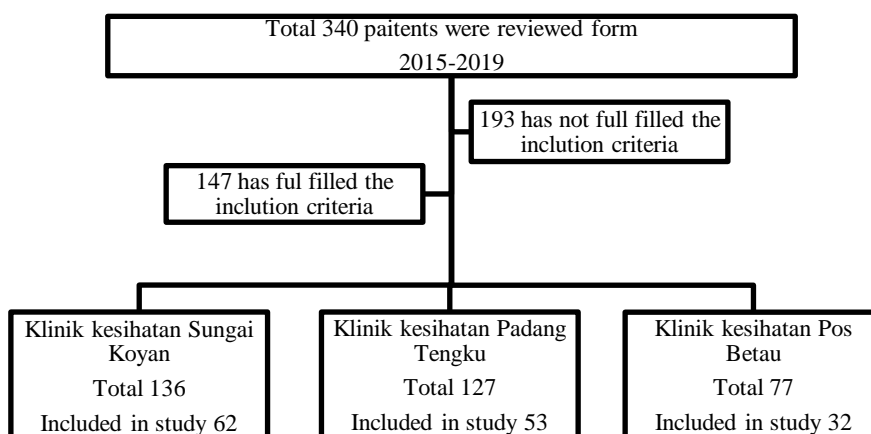 Total 340 paitents were reviewed form
2015-2019
193 has not full filled the
inclution criteria
147 has ful filled the
inclution criteria
Klinik kesihatan Sungai
Koyan
Total 136
Included in study 62
Klinik kesihatan Padang
Tengku
Total 127
Included in study 53
Klinik kesihatan Pos
Betau
Total 77
Included in study 32